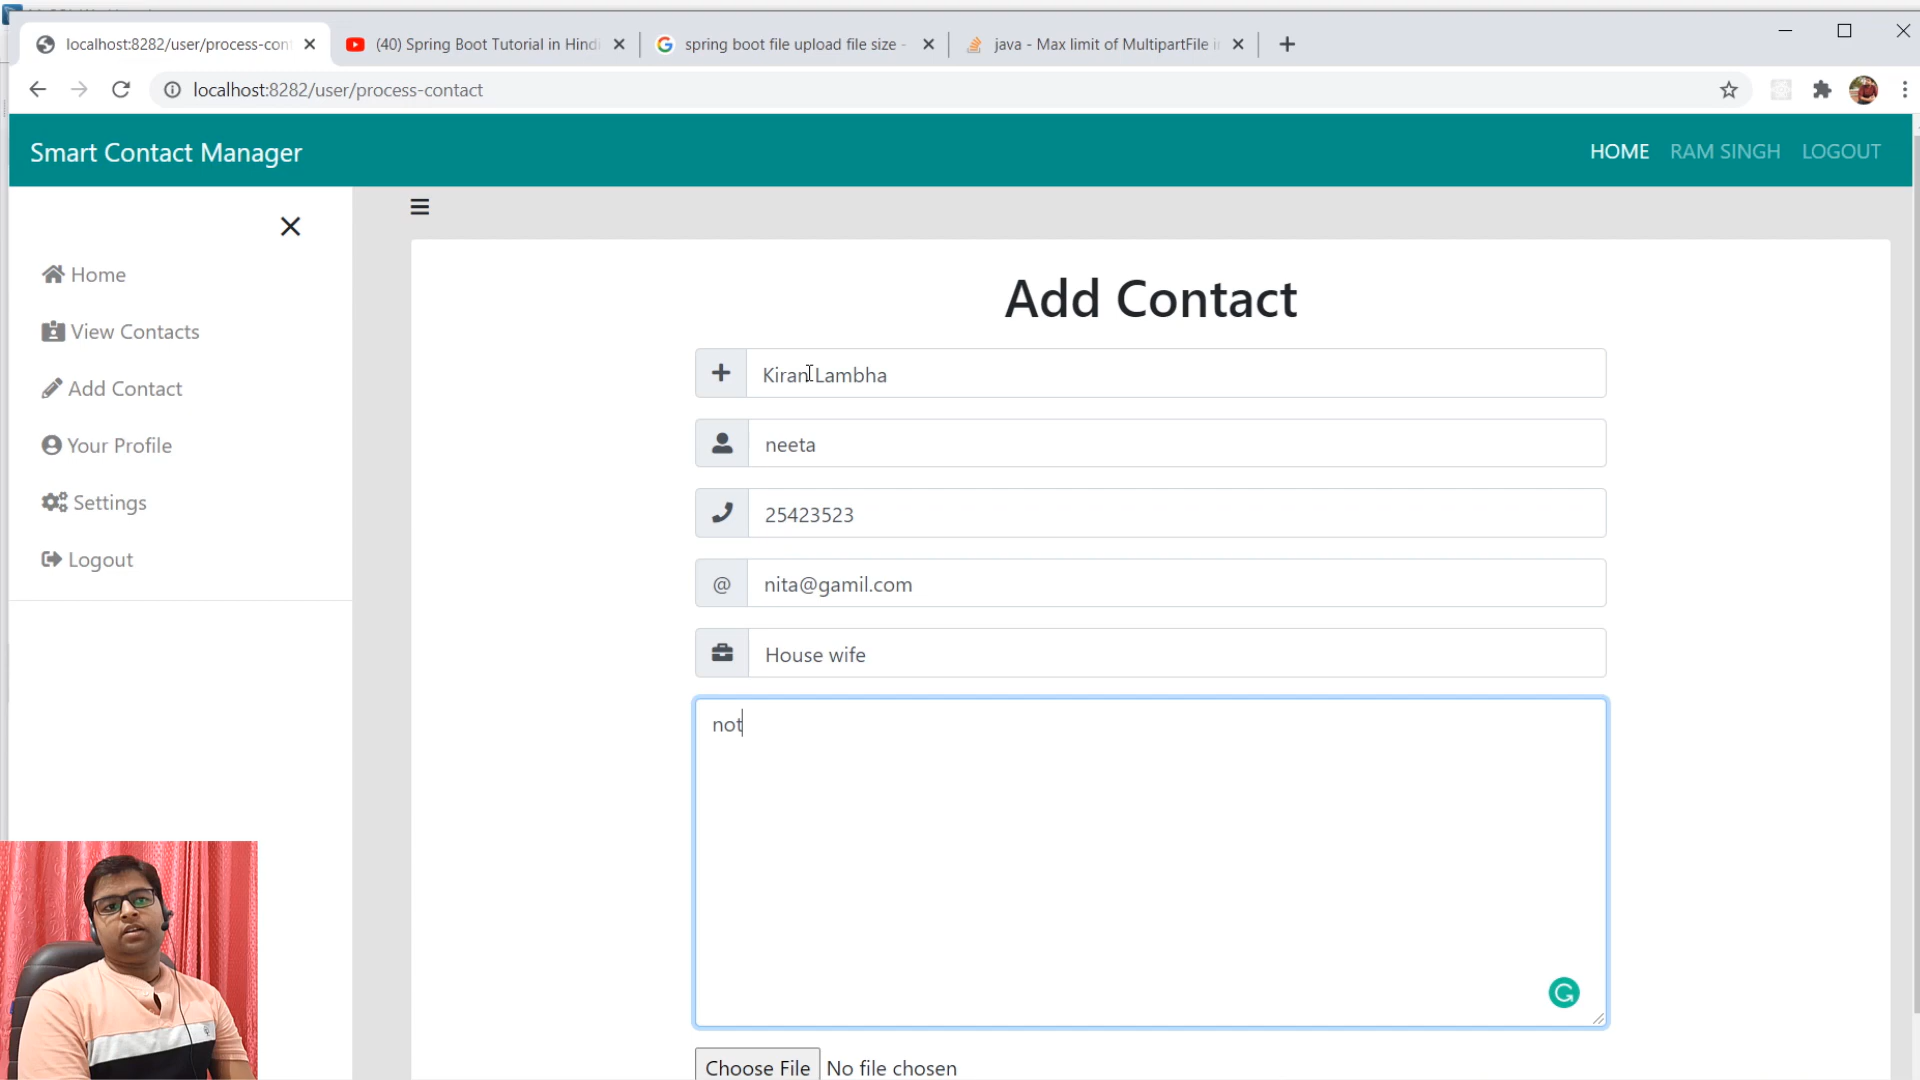 localhost:8282/user/process-cont
(40) Spring Boot Tutorial in Hindi
spring boot file upload file size -
java - Max limit of MultipartFile in
localhost:8282/user/process-contact
Smart Contact Manager
HOME
RAM SINGH
LOGOUT
Home
View Contacts
Add Contact
Your Profile
Settings
Logout
Add Contact
Kiran Lambha
neeta
25423523
@
nita@gamil.com
House wife
not
Choose File
No file chosen